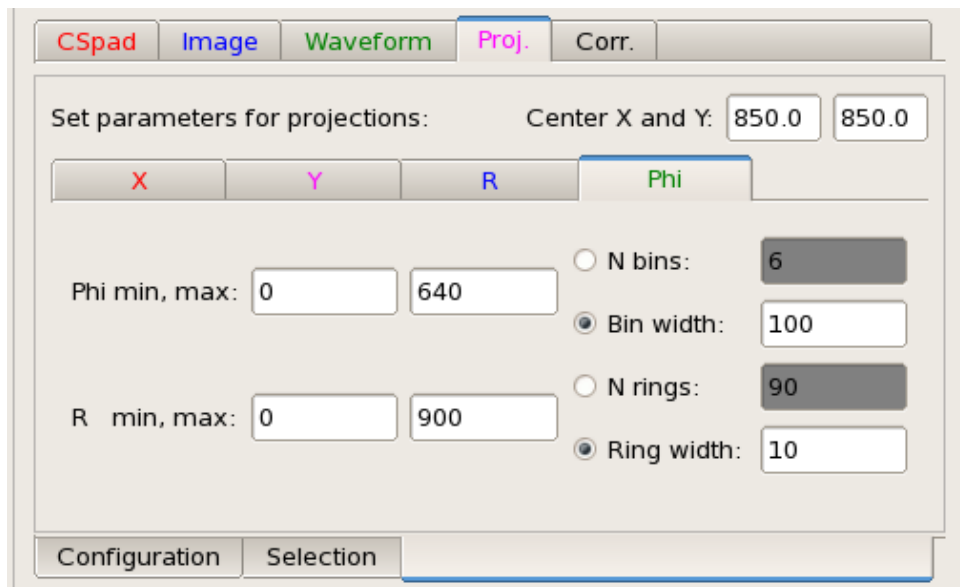 CSpad Image Waveform Proj. Corr.
Set parameters for projections: Center X and Y: 850.0 850.0
X Y R Phi
N bins: 6
Phi min, max: 0 640
Bin width: 100
N rings: 90
R min, max: 0 900
Ring width: 10
Configuration Selection